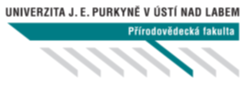 UNIVERZITA J. E. PURKYNĚ V ÚSTÍ NAD LABEM
Přírodovědecká fakulta